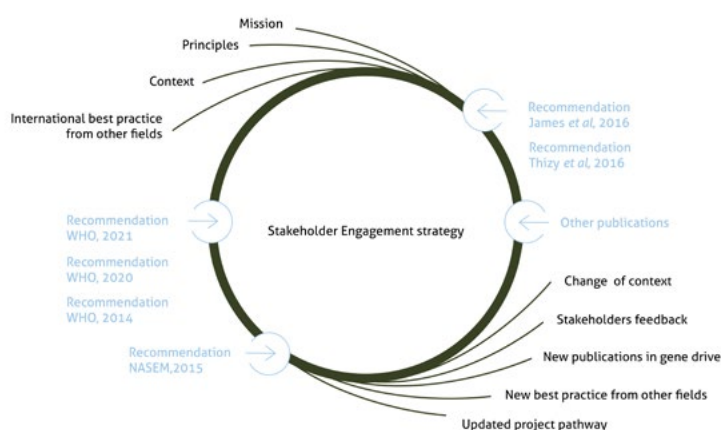 Mission
Principles
Context
International best practice
from other fields
Recommendation
James et al, 2016
Recommendation
Thizy et al, 2016
Recommendation
WHO, 2021
Recommendation
WHO, 2020
Recommendation
WHO, 2014
Stakeholder Engagement strategy
Other publications
Change of context
Stakeholders feedback
New publications in gene drive
New best practice from other fields
Updated project pathway
Recommendation
NASEM,2015